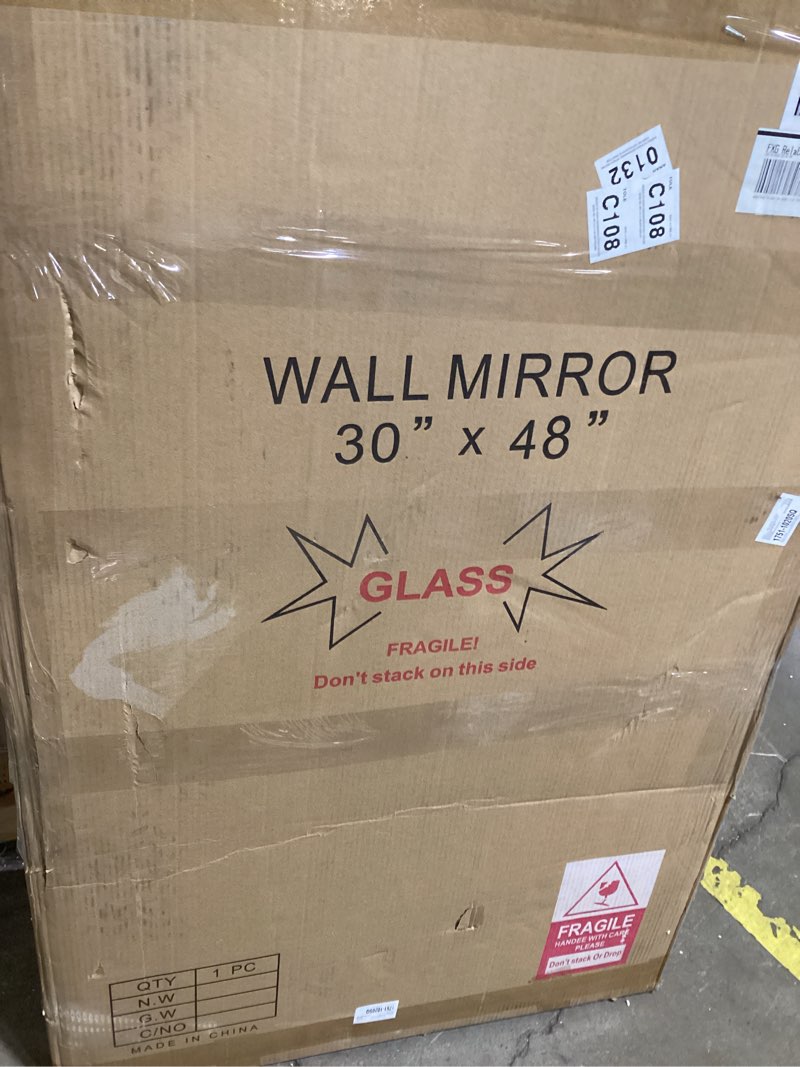 0132
C108
C108
FXG
WALL MIRROR
30” x 48”
GLASS
FRAGILE!
Don't stack on this side
FRAGILE
HANDEE WITH CARE
PLEASE
Don't stack Or Drop
QTY 1 PC
N.W
G.W
C/NO
MADE IN CHINA